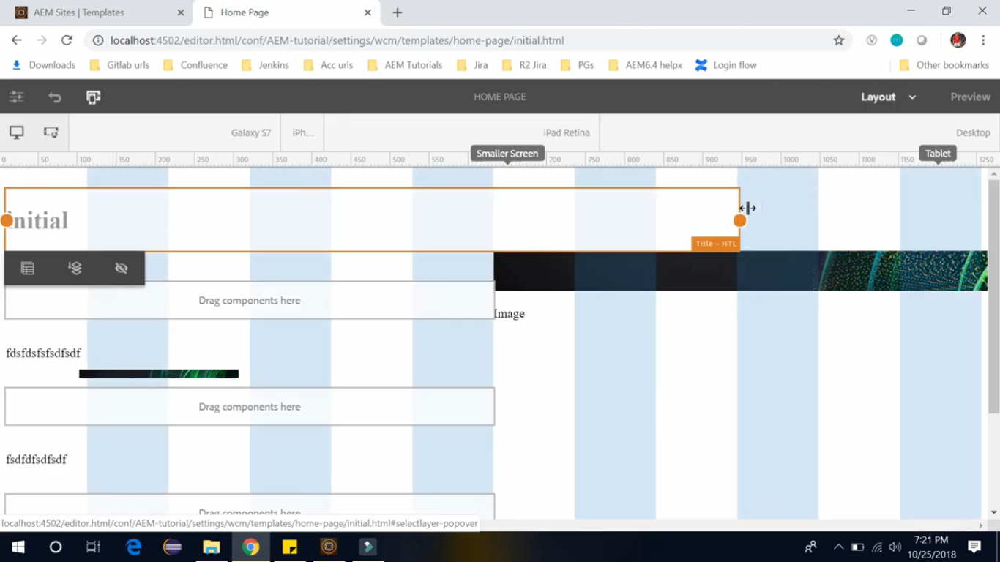 AEM Sites | Templates
Home Page
localhost:4502/editor.html/conf/AEM-tutorial/settings/wcm/templates/home-page/initial.html
Downloads Gitlab urls Confluence Jenkins Acc urls AEM Tutorials Jira R2 Jira PGs AEM6.4 helpx Login flow Other bookmarks
HOME PAGE Layout Preview
Galaxy S7 iPh... iPad Retina Desktop
Smaller Screen Tablet
0 50 100 150 200 250 300 350 400 450 500 550 700 750 800 850 900 950 1000 1050 1100 1150 1200 1250
initial
Title - HTL
Drag components here
Image
fdsfdsfsfsdfsdf
Drag components here
fsdfdfsdfsdf
Drag components here
localhost:4502/editor.html/conf/AEM-tutorial/settings/wcm/templates/home-page/initial.html#selectlayer-popover
7:21 PM
10/25/2018